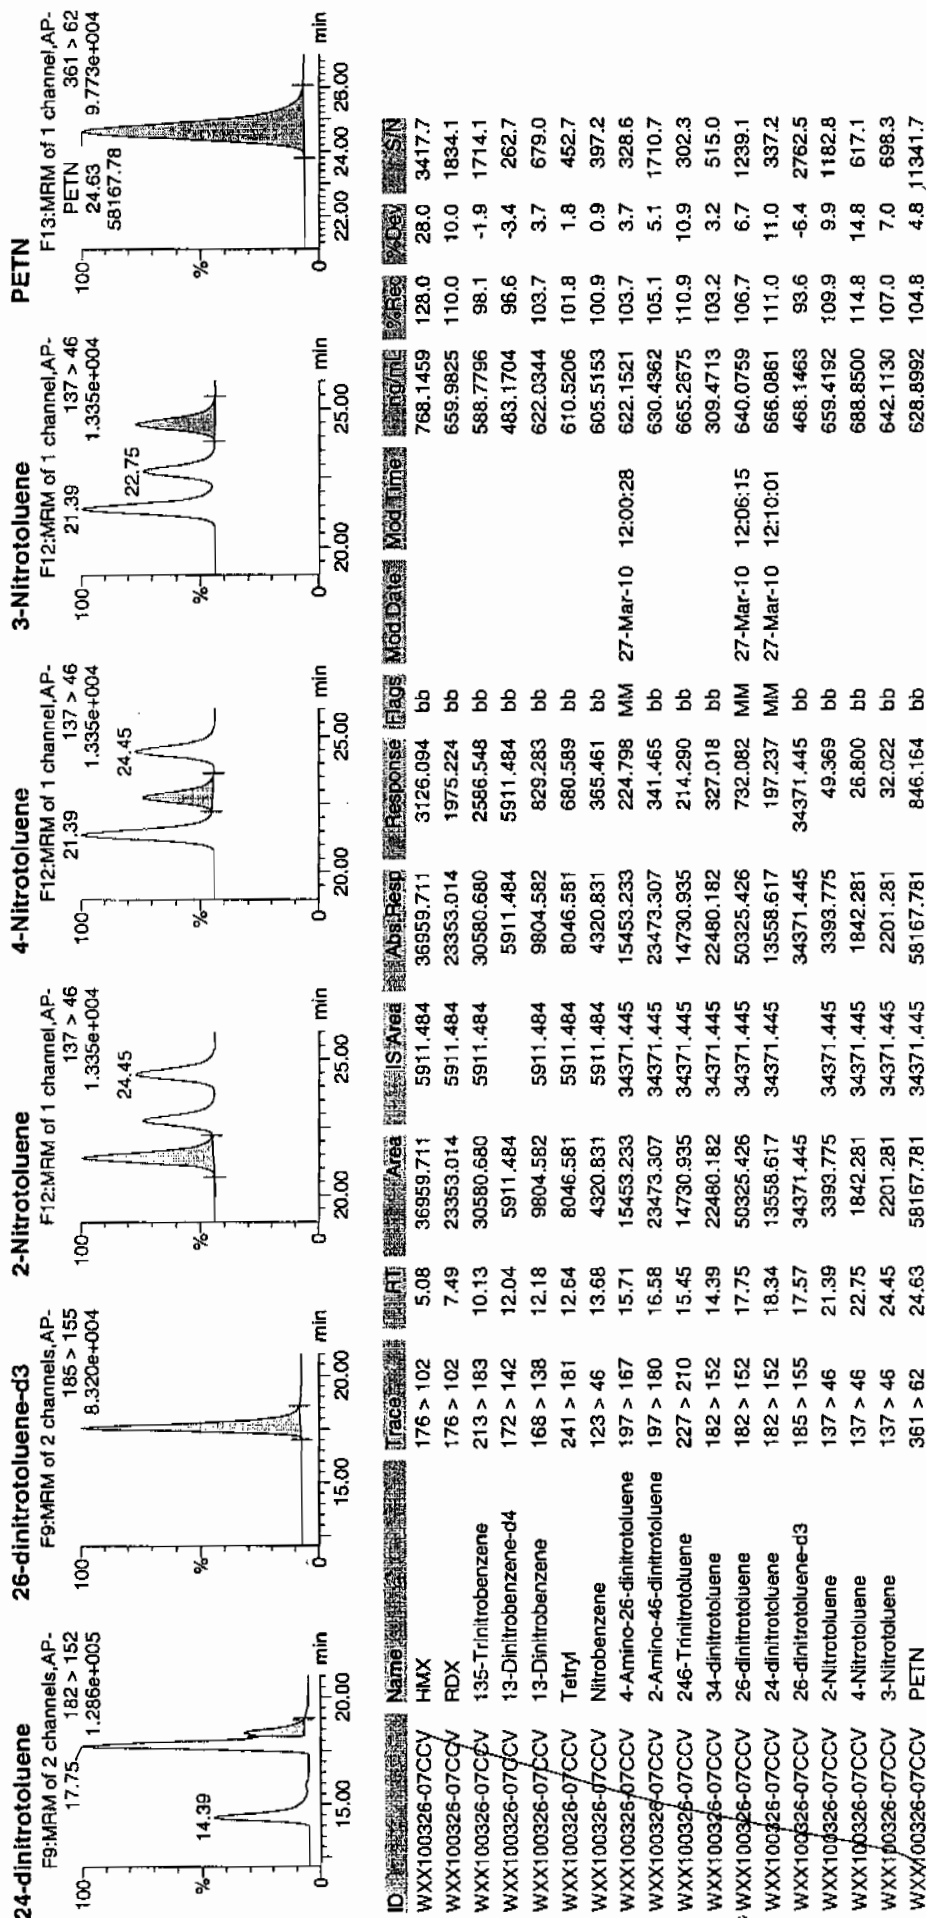 24-dinitrotoluene
F9:MRM of 2 channels,AP-
182 > 152
1.286e+005
17.75
14.39
100
%
0
15.00 20.00 min
26-dinitrotoluene-d3
F9:MRM of 2 channels,AP-
185 > 155
8.320e+004
100
%
0
15.00 20.00 min
2-Nitrotoluene
F12:MRM of 1 channel,AP-
137 > 46
1.335e+004
24.45
100
%
0
20.00 25.00
4-Nitrotoluene
F12:MRM of 1 channel,AP-
137 > 46
1.335e+004
21.39
24.45
100
%
0
20.00 25.00
3-Nitrotoluene
F12:MRM of 1 channel,AP-
137 > 46
1.335e+004
21.39
22.75
100
%
0
20.00 25.00 min
PETN
F13:MRM of 1 channel,AP-
361 > 62
9.773e+004
PETN
24.63
58167.78
100
%
0
22.00 24.00 26.00 min
ID Name Trace RT Area IS Area Abs.Resp Response Flags Mod.Date Mod.Time ng/mL %Rec %Dev S/N
WXX100326-07CCV HMX 176 > 102 5.08 36959.711 5911.484 36959.711 3126.094 bb 768.1459 128.0 28.0 3417.7
WXX100326-07CCV RDX 176 > 102 7.49 23353.014 5911.484 23353.014 1975.224 bb 659.9825 110.0 10.0 1834.1
WXX100326-07CCV 135-Trinitrobenzene 213 > 183 10.13 30580.680 5911.484 30580.680 2586.548 bb 588.7796 98.1 -1.9 1714.1
WXX100326-07CCV 13-Dinitrobenzene-d4 172 > 142 12.04 5911.484 5911.484 5911.484 bb 483.1704 96.6 -3.4 262.7
WXX100326-07CCV 13-Dinitrobenzene 168 > 138 12.18 9804.582 5911.484 9804.582 829.283 bb 622.0344 103.7 3.7 679.0
WXX100326-07CCV Tetryl 241 > 181 12.64 8046.581 5911.484 8046.581 680.589 bb 610.5206 101.8 1.8 452.7
WXX100326-07CCV Nitrobenzene 123 > 46 13.68 4320.831 5911.484 4320.831 365.461 bb 605.5153 100.9 0.9 397.2
WXX100326-07CCV 4-Amino-26-dinitrotoluene 197 > 167 15.71 15453.233 34371.445 15453.233 224.798 MM 27-Mar-10 12:00:28 622.1521 103.7 3.7 328.6
WXX100326-07CCV 2-Amino-46-dinitrotoluene 197 > 180 16.58 23473.307 34371.445 23473.307 341.465 bb 630.4362 105.1 5.1 1710.7
WXX100326-07CCV 246-Trinitrotoluene 227 > 210 15.45 14730.935 34371.445 14730.935 214.290 bb 665.2675 110.9 10.9 302.3
WXX100326-07CCV 34-dinitrotoluene 182 > 152 14.39 22480.182 34371.445 22480.182 327.018 bb 309.4713 103.2 3.2 515.0
WXX100326-07CCV 26-dinitrotoluene 182 > 152 17.75 50325.426 34371.445 50325.426 732.082 MM 27-Mar-10 12:06:15 640.0759 106.7 6.7 1239.1
WXX100326-07CCV 24-dinitrotoluene 182 > 152 18.34 13558.617 34371.445 13558.617 197.237 MM 27-Mar-10 12:10:01 666.0861 111.0 11.0 337.2
WXX100326-07CCV 26-dinitrotoluene-d3 185 > 155 17.57 34371.445 34371.445 34371.445 bb 468.1463 93.6 -6.4 2762.5
WXX100326-07CCV 2-Nitrotoluene 137 > 46 21.39 3393.775 34371.445 3393.775 49.369 bb 659.4192 109.9 9.9 1182.8
WXX100326-07CCV 4-Nitrotoluene 137 > 46 22.75 1842.281 34371.445 1842.281 26.800 bb 688.8500 114.8 14.8 617.1
WXX100326-07CCV 3-Nitrotoluene 137 > 46 24.45 2201.281 34371.445 2201.281 32.022 bb 642.1130 107.0 7.0 698.3
WXX100326-07CCV PETN 361 > 62 24.63 58167.781 34371.445 58167.781 846.164 bb 628.8992 104.8 4.8 11341.7